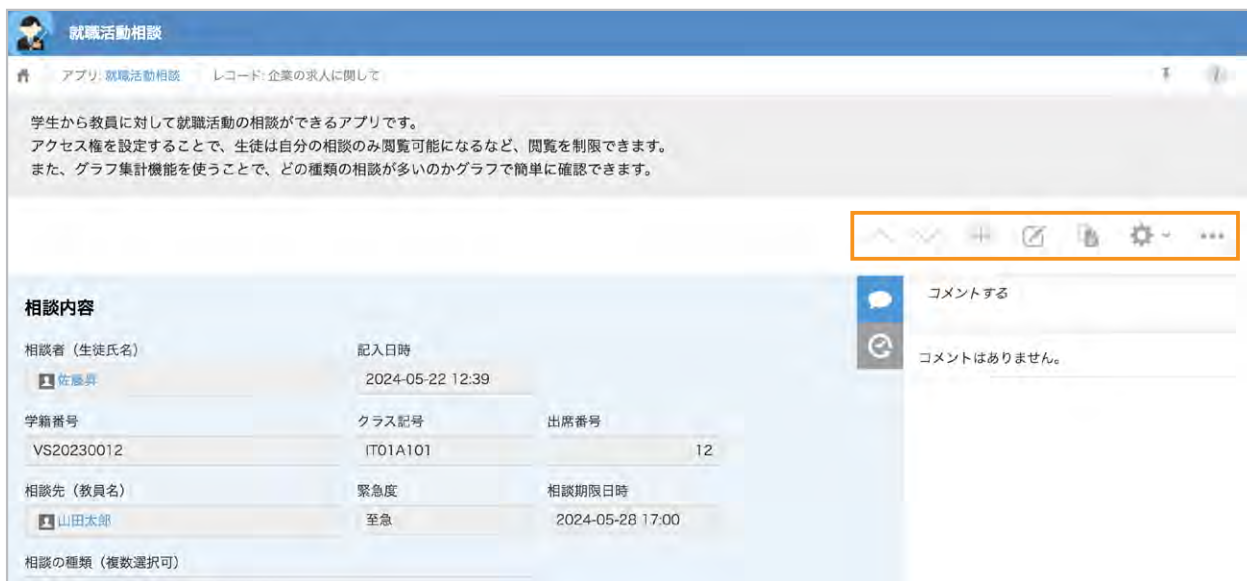 就職活動相談
アプリ: 就職活動相談 レコード: 企業の求人に関して
学生から教員に対して就職活動の相談ができるアプリです。
アクセス権を設定することで、生徒は自分の相談のみ閲覧可能になるなど、閲覧を制限できます。
また、グラフ集計機能を使うことで、どの種類の相談が多いのかグラフで簡単に確認できます。
相談内容
コメントする
コメントはありません。
相談者（生徒氏名） 記入日時
佐藤昇 2024-05-22 12:39
学籍番号 クラス記号 出席番号
VS20230012 IT01A101 12
相談先（教員名） 緊急度 相談期限日時
山田太郎 至急 2024-05-28 17:00
相談の種類（複数選択可）